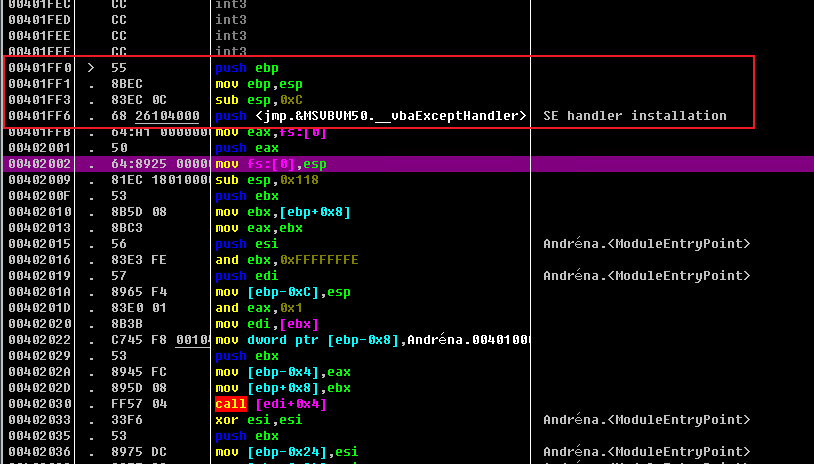 00401FEC CC int3
00401FED CC int3
00401FEE CC int3
00401FEF CC int3
00401FF0 > 55 push ebp
00401FF1 . 8BEC mov ebp,esp
00401FF3 . 83EC 0C sub esp,0xC
00401FF6 . 68 26104000 push <jmp.&MSVBVM50.__vbaExceptHandler> SE handler installation
00401FFB . 64:A1 0000000 mov eax,fs:[0]
00402001 . 50 push eax
00402002 . 64:8925 00000 mov fs:[0],esp
00402009 . 81EC 18010000 sub esp,0x118
0040200F . 53 push ebx
00402010 . 8B5D 08 mov ebx,[ebp+0x8]
00402013 . 8BC3 mov eax,ebx
00402015 . 56 push esi Andréna.<ModuleEntryPoint>
00402016 . 83E3 FE and ebx,0xFFFFFFFE
00402019 . 57 push edi Andréna.<ModuleEntryPoint>
0040201A . 8965 F4 mov [ebp-0xC],esp
0040201D . 83E0 01 and eax,0x1
00402020 . 8B3B mov edi,[ebx]
00402022 . C745 F8 00104 mov dword ptr [ebp-0x8],Andréna.00401000
00402029 . 53 push ebx
0040202A . 8945 FC mov [ebp-0x4],eax
0040202D . 895D 08 mov [ebp+0x8],ebx
00402030 . FF57 04 call [edi+0x4]
00402033 . 33F6 xor esi,esi Andréna.<ModuleEntryPoint>
00402035 . 53 push ebx
00402036 . 8975 DC mov [ebp-0x24],esi Andréna.<ModuleEntryPoint>